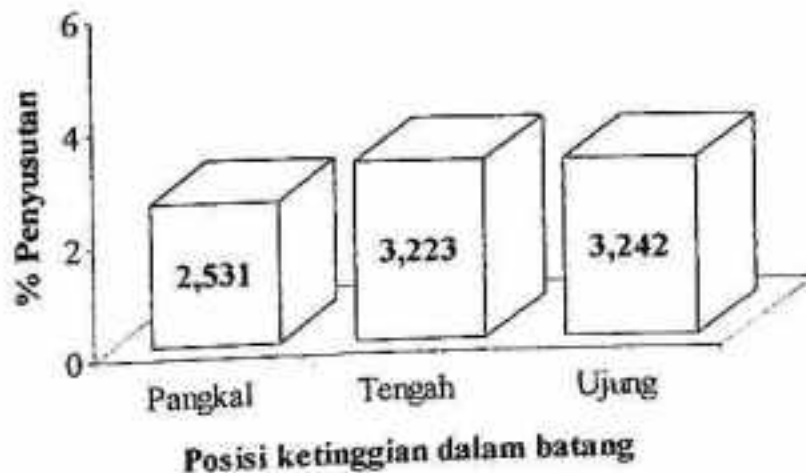 6
4
2
0
% Penyusutan
2,531
3,223
3,242
Pangkal
Tengah
Ujung
Posisi ketinggian dalam batang